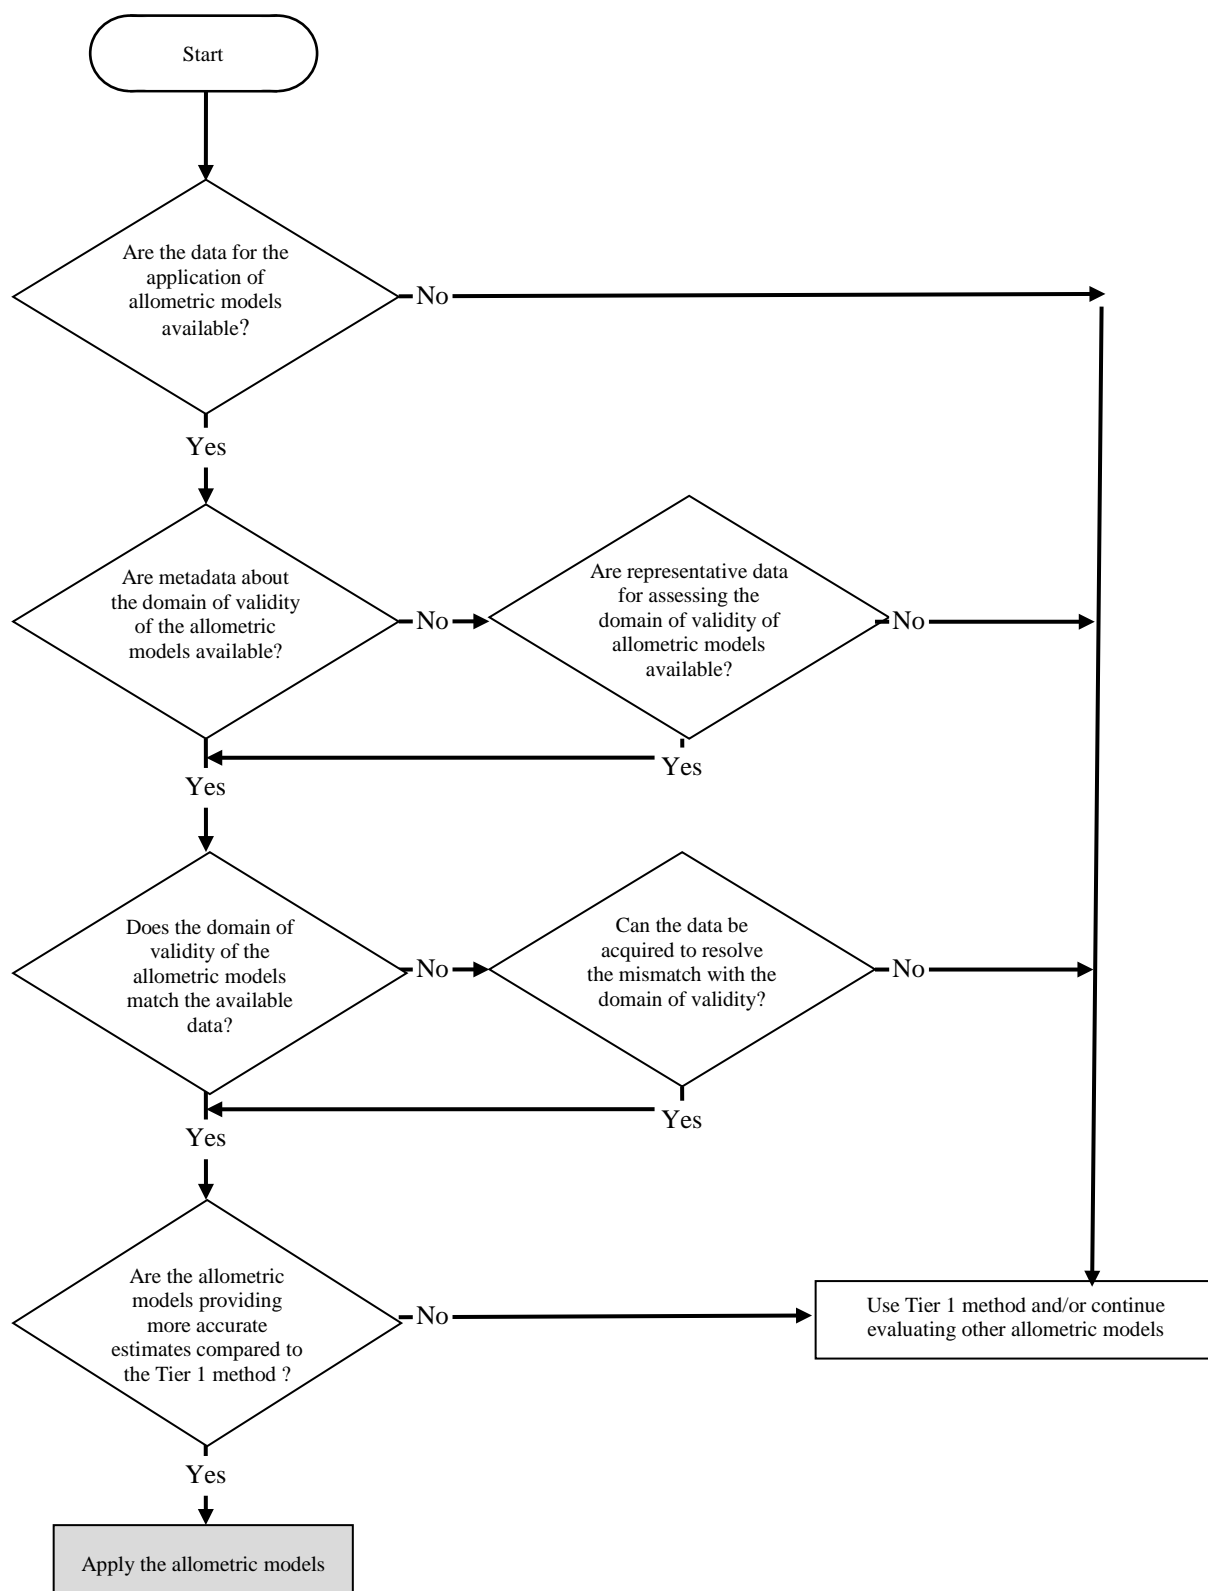 Start
Are the data for the
application of
allometric models
available?
No
Yes
Are metadata about
the domain of validity
of the allometric
models available?
No
Are representative data
for assessing the
domain of validity of
allometric models
available?
No
Yes
Yes
Does the domain of
validity of the
allometric models
match the available
data?
No
Can the data be
acquired to resolve
the mismatch with the
domain of validity?
No
Yes
Yes
Are the allometric
models providing
more accurate
estimates compared to
the Tier 1 method ?
No
Use Tier 1 method and/or continue
evaluating other allometric models
Yes
Apply the allometric models